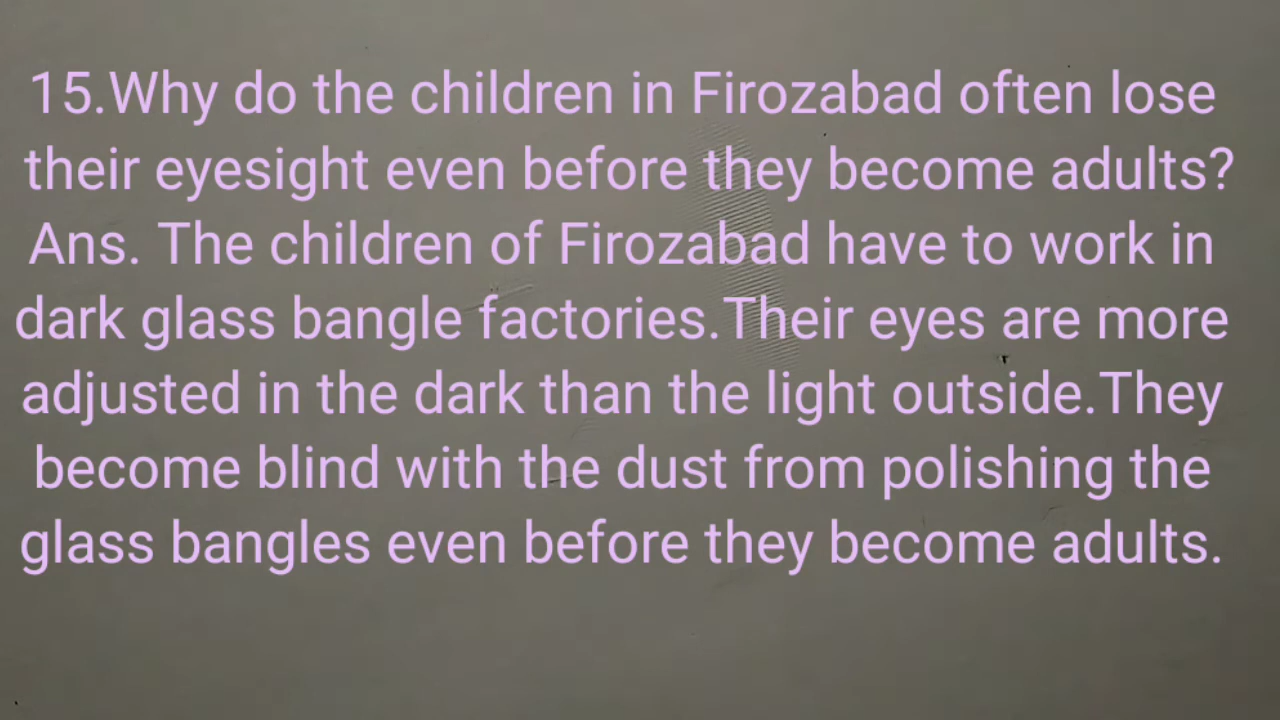 15.Why do the children in Firozabad often lose
their eyesight even before they become adults?
Ans. The children of Firozabad have to work in
dark glass bangle factories.Their eyes are more
adjusted in the dark than the light outside.They
become blind with the dust from polishing the
glass bangles even before they become adults.